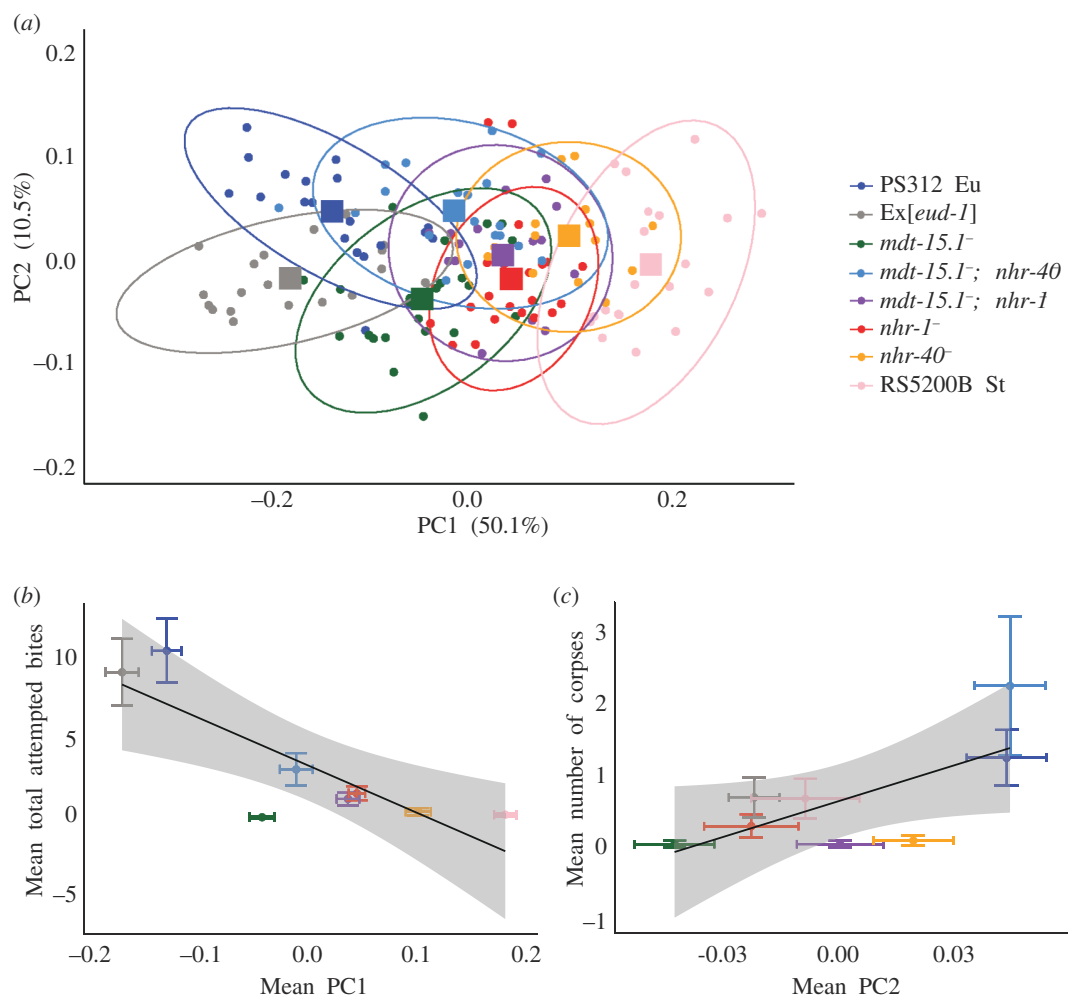 (a)
0.2
0.1
0.0
−0.1
−0.2
PC2 (10.5%)
−0.2
0.0
0.2
PC1 (50.1%)
PS312 Eu
Ex[eud-1]
mdt-15.1⁻
mdt-15.1⁻; nhr-40
mdt-15.1⁻; nhr-1
nhr-1⁻
nhr-40⁻
RS5200B St
(b)
10
5
0
−5
Mean total attempted bites
−0.2
−0.1
0.0
0.1
0.2
Mean PC1
(c)
3
2
1
0
−1
Mean number of corpses
-0.03
0.00
0.03
Mean PC2